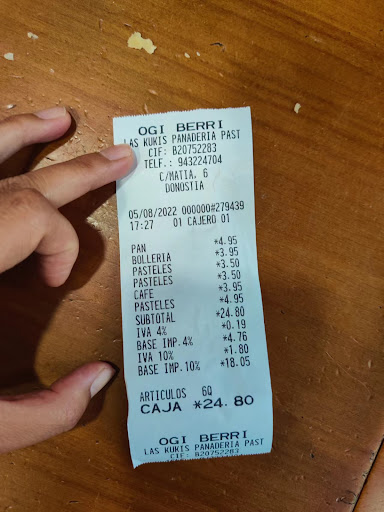 OGI BERRI
LAS KUKIS PANADERIA PAST
CIF: B20752283
TELF.: 943224704
C/MATIA, 6
DONOSTIA
05/08/2022 000000#279439
17:27 01 CAJERO 01
PAN *4.95
BOLLERIA *3.95
PASTELES *3.50
PASTELES *3.50
CAFE *3.95
PASTELES *4.95
SUBTOTAL *24.80
IVA 4% *0.19
BASE IMP.4% *4.76
IVA 10% *1.80
BASE IMP.10% *18.05
ARTICULOS 6Q
CAJA *24.80
OGI BERRI
LAS KUKIS PANADERIA PAST
CIF: B20752283